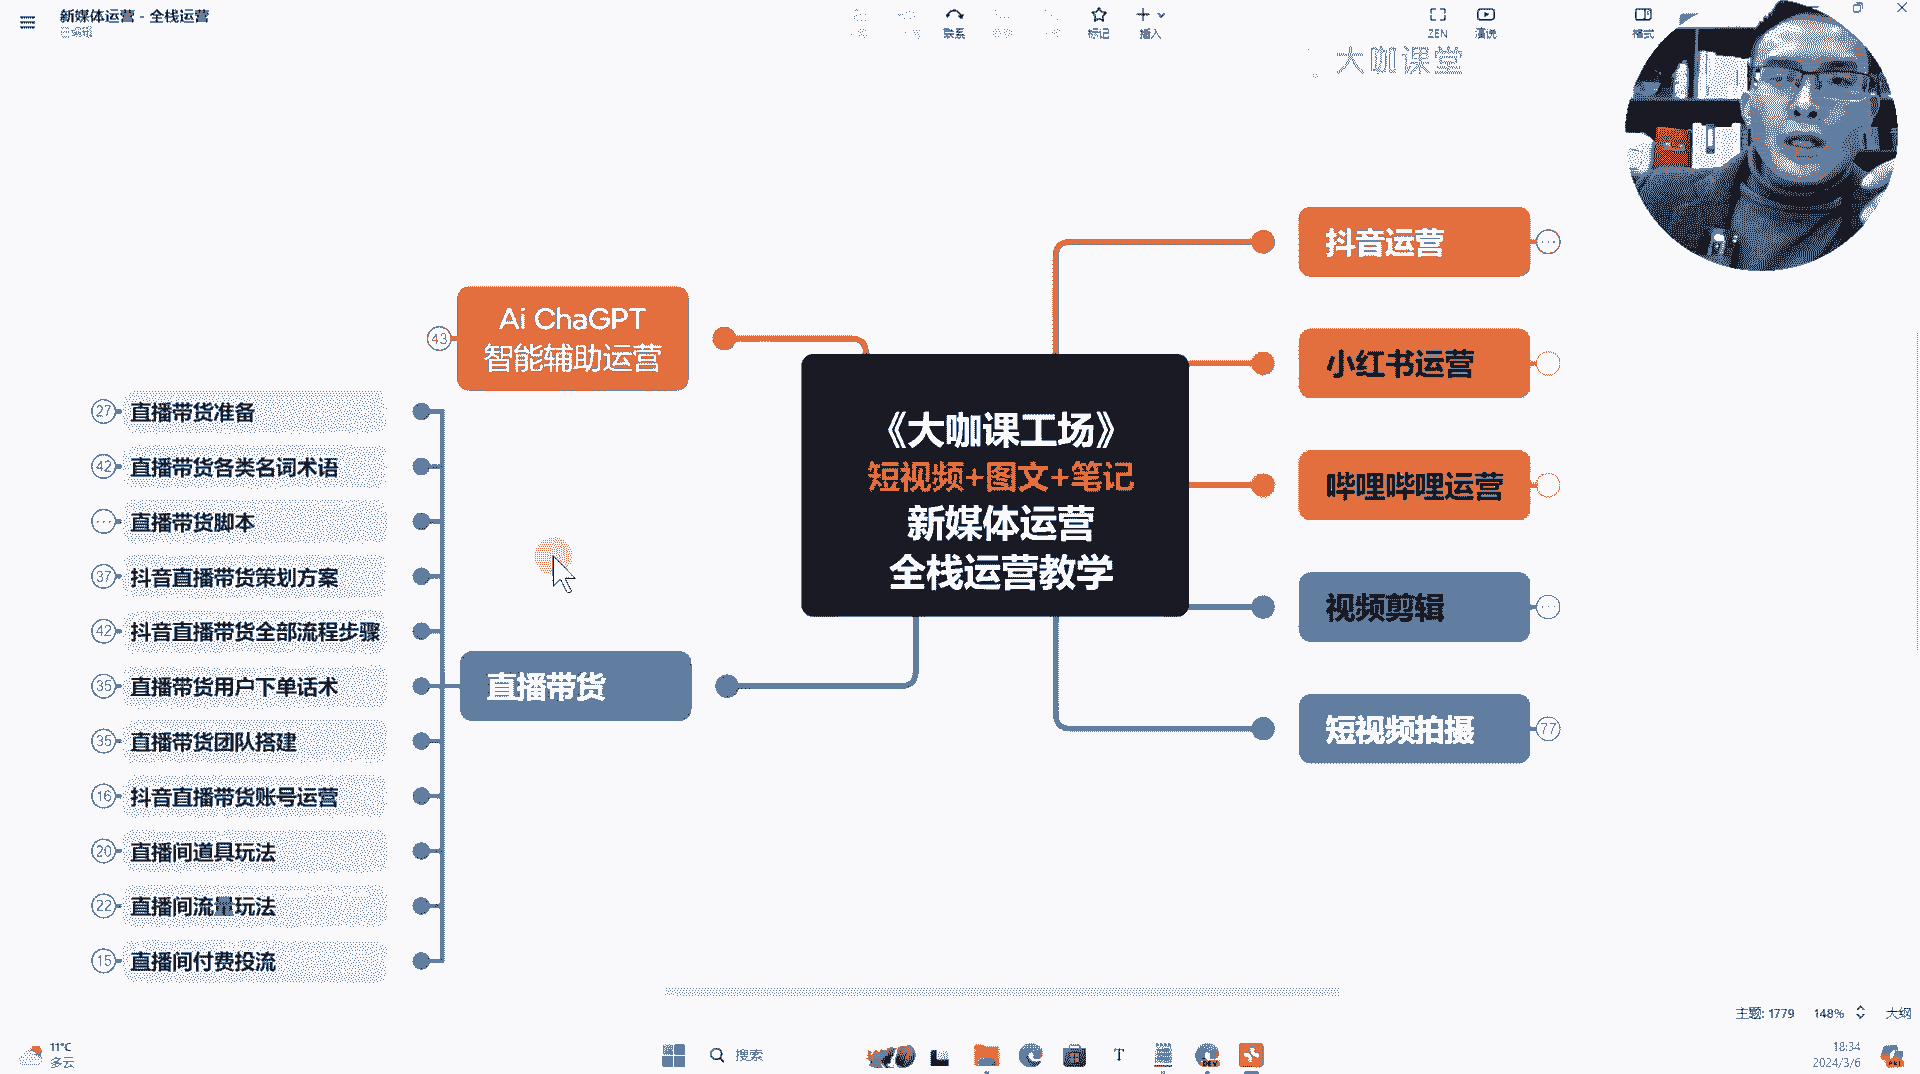 新媒体运营 - 全栈运营
联系
标记
插入
ZEN
演说
格式
大咖课堂
抖音运营
Ai ChaGPT
智能辅助运营
43
小红书运营
《大咖课工场》
短视频+图文+笔记
新媒体运营
全栈运营教学
哔哩哔哩运营
视频剪辑
短视频拍摄
77
直播带货
27
直播带货准备
42
直播带货各类名词术语
直播带货脚本
37
抖音直播带货策划方案
42
抖音直播带货全部流程步骤
35
直播带货用户下单话术
35
直播带货团队搭建
16
抖音直播带货账号运营
20
直播间道具玩法
22
直播间流量玩法
15
直播间付费投流
主题: 1779
148%
大纲
11°C
多云
搜索
18:34
2024/3/6